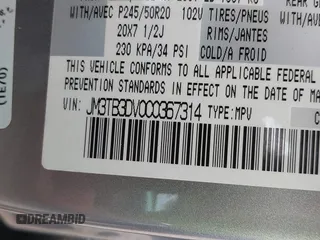 WITH/AVEC P245/50R20 102V TIRES/PNEUS
20X7 1/2J RIMS/JANTES
230 KPA/34 PSI COLD/A FROID
THIS VEHICLE CONFORMS TO ALL APPLICABLE FEDERAL
PREVENTION STANDARDS IN EFFECT ON THE DATE OF MA
VIN: JM3TB3DV0C0367314 TYPE:MPV
(TE70)
DREAMBID